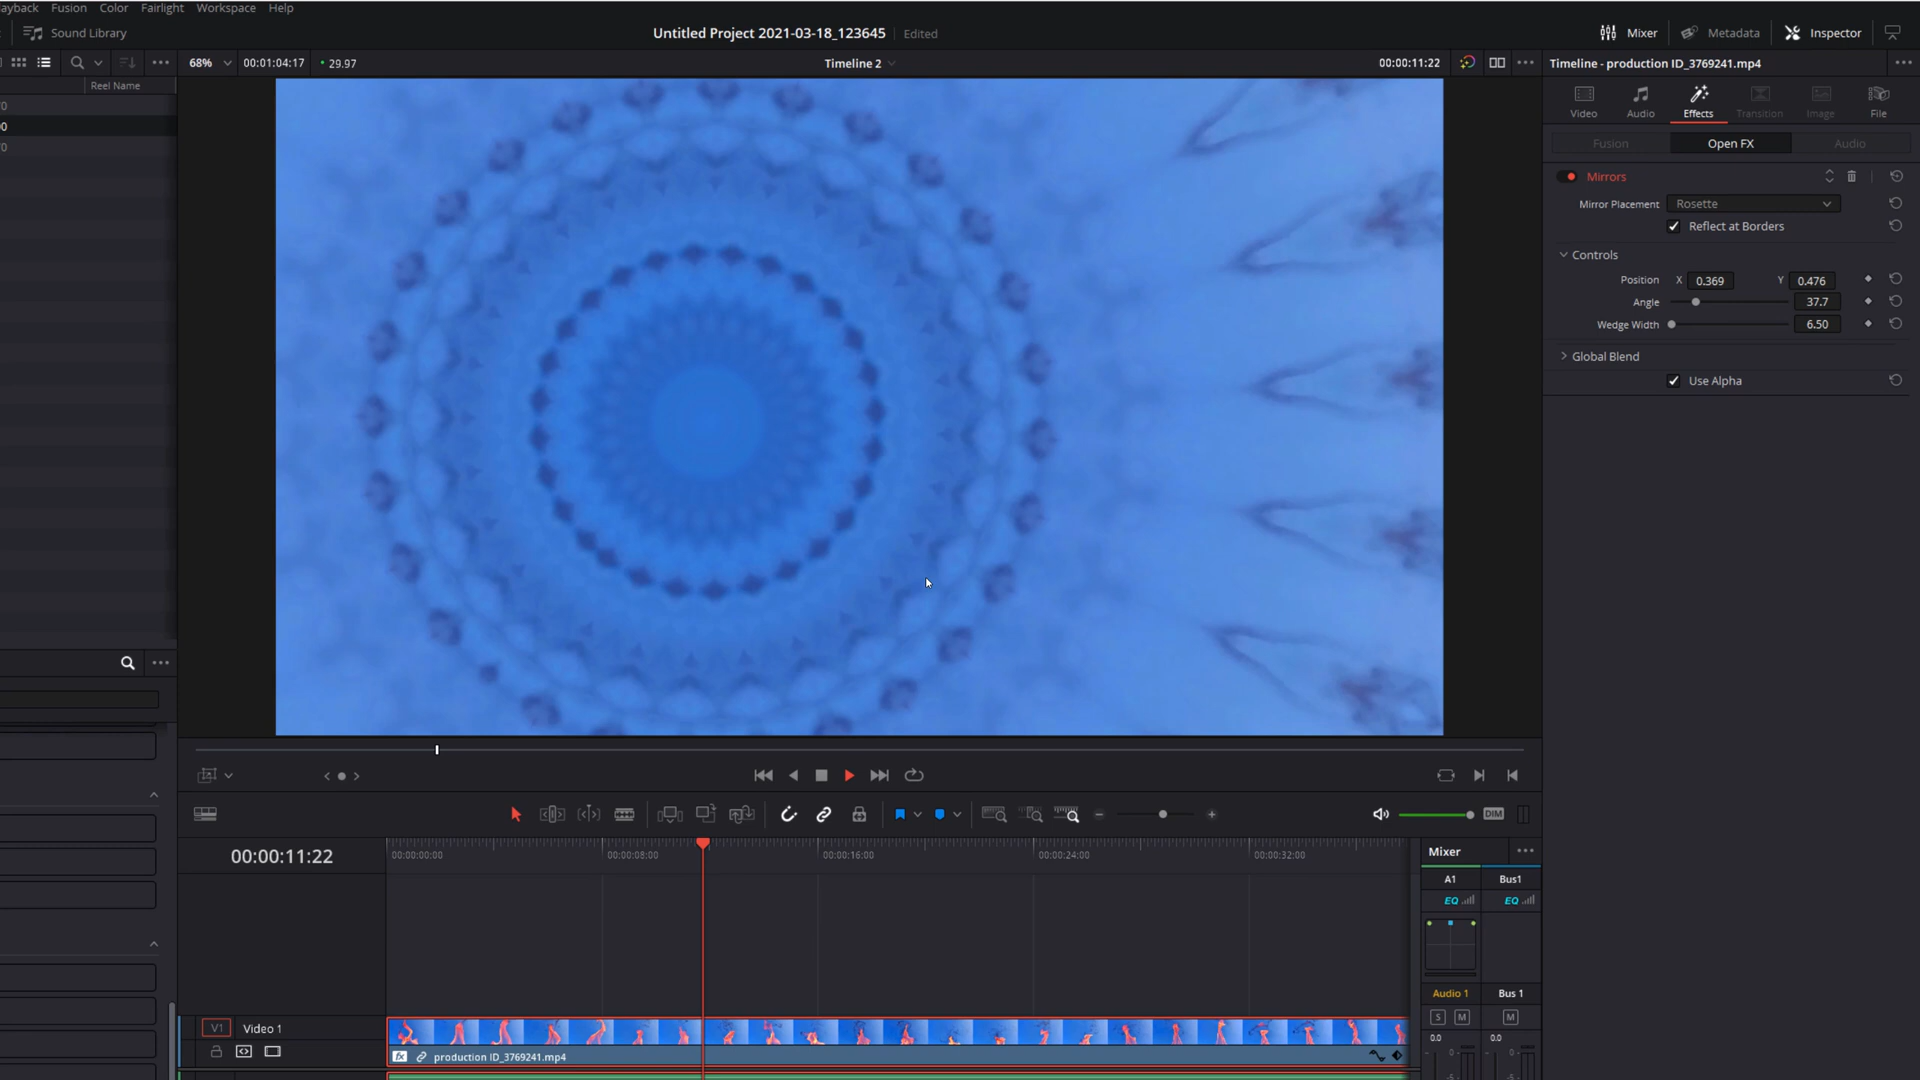 ayback Fusion Color Fairlight Workspace Help
Sound Library
Untitled Project 2021-03-18_123645 Edited
Mixer Metadata Inspector
68% 00:01:04:17 29.97 Timeline 2 00:00:11:22
Timeline - production ID_3769241.mp4
Reel Name
Video Audio Effects Transition Image File
Fusion Open FX Audio
Mirrors
Mirror Placement Rosette
Reflect at Borders
Controls
Position X 0.369 Y 0.476
Angle 37.7
Wedge Width 6.50
Global Blend
Use Alpha
DIM
00:00:11:22
00:00:00:00 00:00:08:00 00:00:16:00 00:00:24:00 00:00:32:00
Mixer
A1 Bus1
EQ EQ
Audio 1 Bus 1
S M M
0.0 0.0
V1 Video 1
fx production ID_3769241.mp4